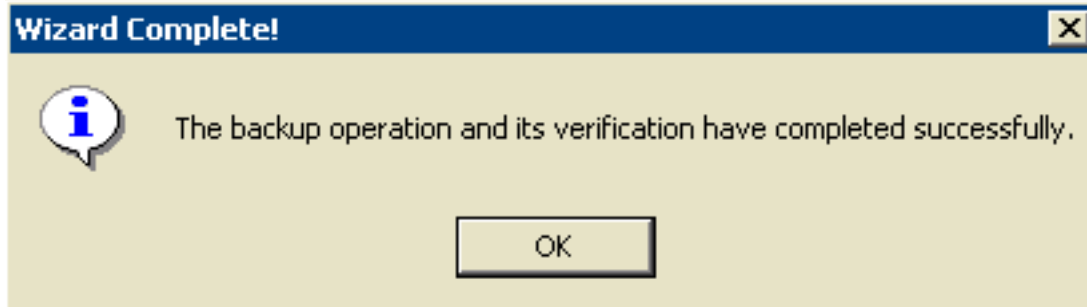 Wizard Complete!
The backup operation and its verification have completed successfully.
OK